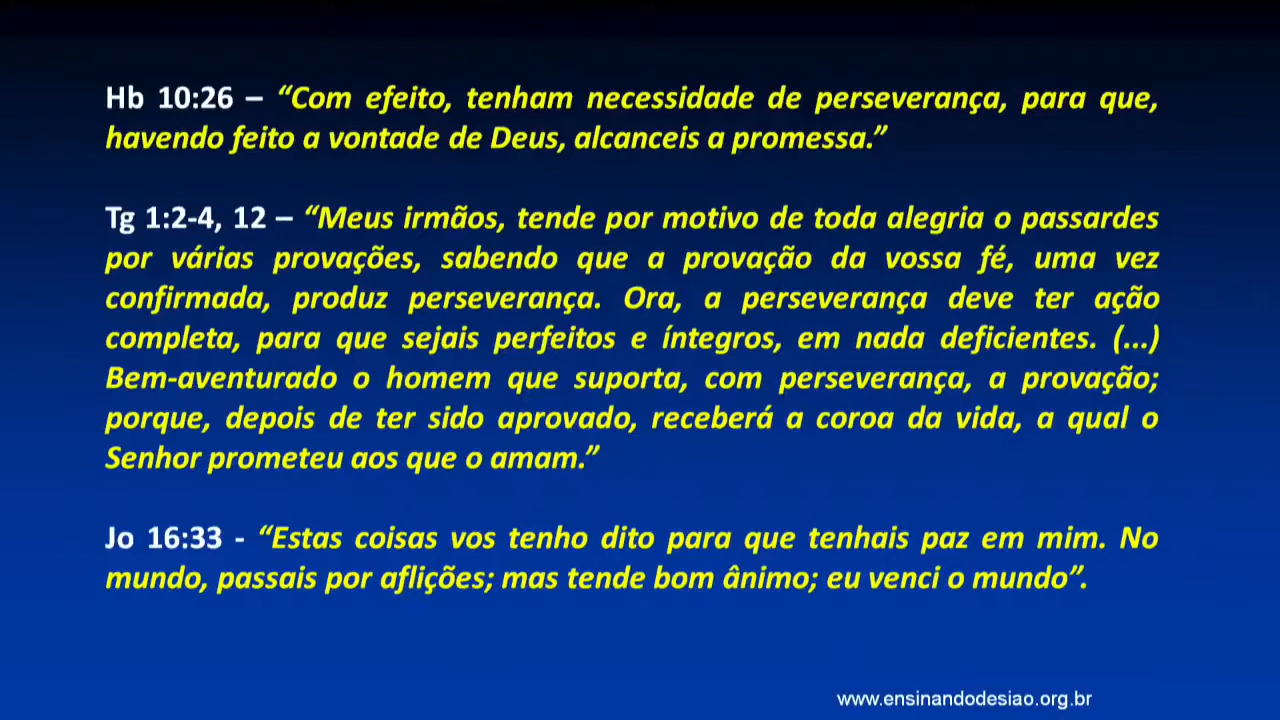 Hb 10:26 – “Com efeito, tenham necessidade de perseverança, para que,
havendo feito a vontade de Deus, alcanceis a promessa.”
Tg 1:2-4, 12 – “Meus irmãos, tende por motivo de toda alegria o passardes
por várias provações, sabendo que a provação da vossa fé, uma vez
confirmada, produz perseverança. Ora, a perseverança deve ter ação
completa, para que sejais perfeitos e íntegros, em nada deficientes. (...)
Bem-aventurado o homem que suporta, com perseverança, a provação;
porque, depois de ter sido aprovado, receberá a coroa da vida, a qual o
Senhor prometeu aos que o amam.”
Jo 16:33 - “Estas coisas vos tenho dito para que tenhais paz em mim. No
mundo, passais por aflições; mas tende bom ânimo; eu venci o mundo”.
www.ensinandodesiao.org.br